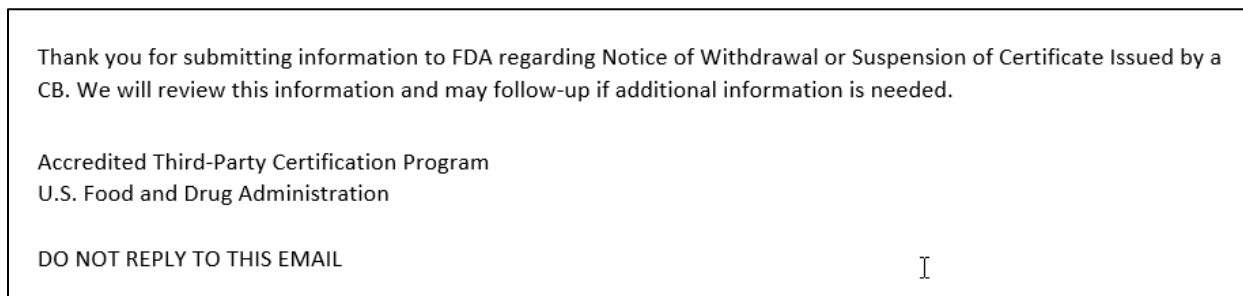 Thank you for submitting information to FDA regarding Notice of Withdrawal or Suspension of Certificate Issued by a
CB. We will review this information and may follow-up if additional information is needed.
Accredited Third-Party Certification Program
U.S. Food and Drug Administration
DO NOT REPLY TO THIS EMAIL